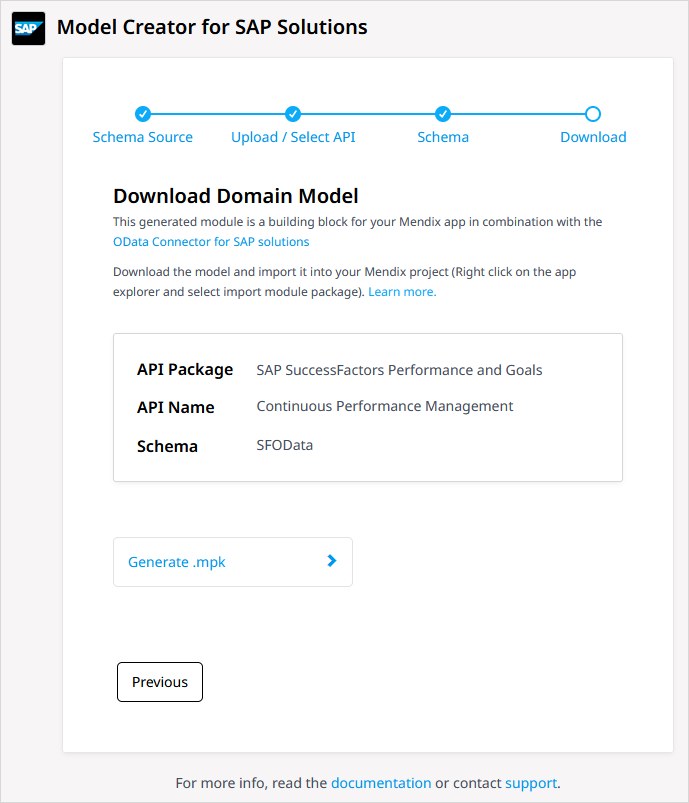 SAP
Model Creator for SAP Solutions
Schema Source
Upload / Select API
Schema
Download
Download Domain Model
This generated module is a building block for your Mendix app in combination with the
OData Connector for SAP solutions
Download the model and import it into your Mendix project (Right click on the app
explorer and select import module package). Learn more.
API Package SAP SuccessFactors Performance and Goals
API Name Continuous Performance Management
Schema SFOData
Generate .mpk
Previous
For more info, read the documentation or contact support.